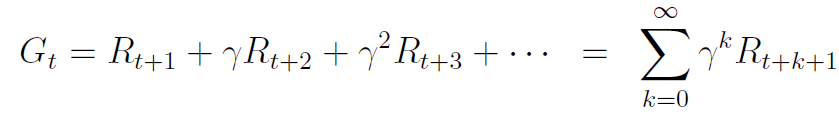 $G_t = R_{t+1} + \gamma R_{t+2} + \gamma^2 R_{t+3} + \cdots = \sum_{k=0}^{\infty} \gamma^k R_{t+k+1}$